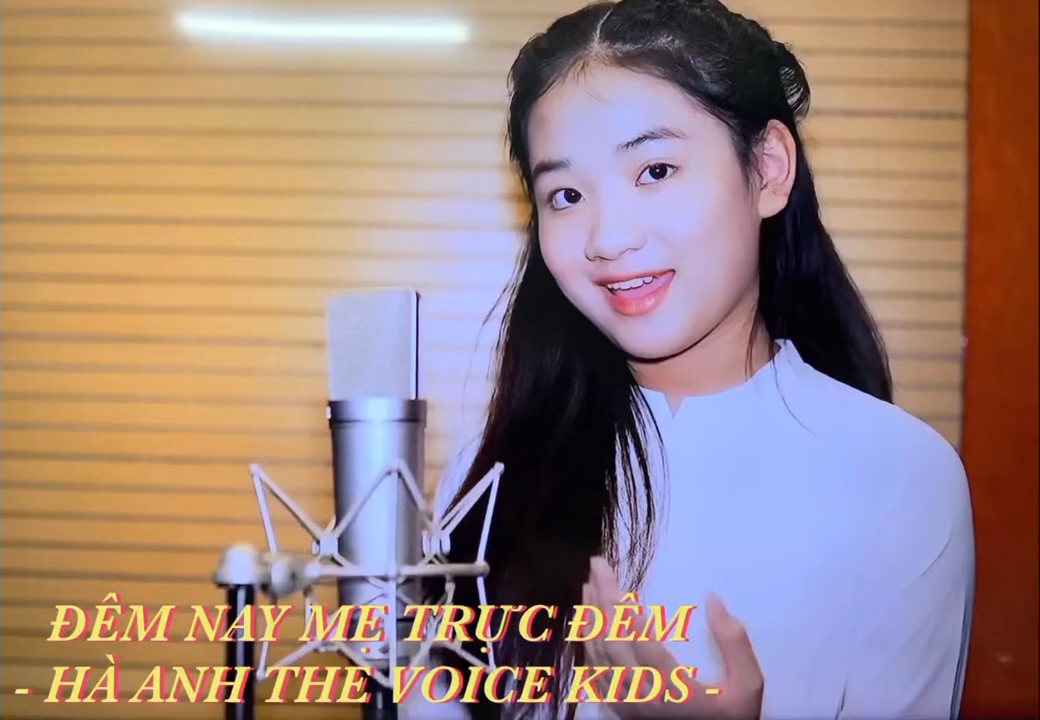 ĐÊM NAY MẸ TRỰC ĐÊM
- HÀ ANH THE VOICE KIDS -